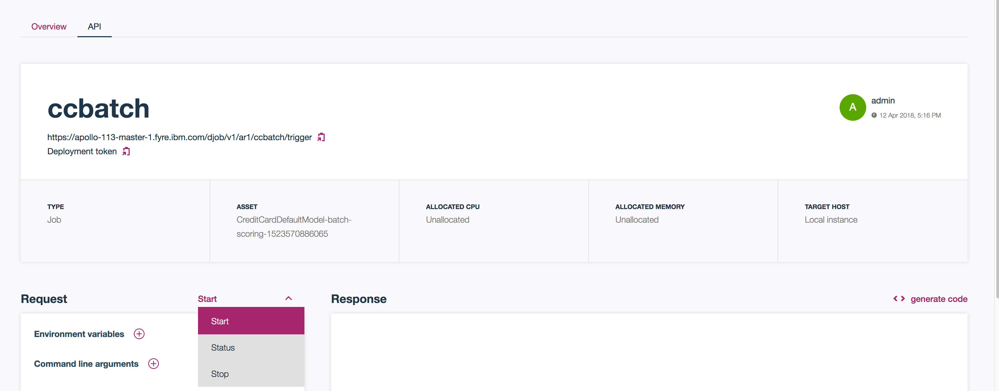 Overview
API
ccbatch
https://apollo-113-master-1.fyre.ibm.com/djob/v1/ar1/ccbatch/trigger
Deployment token
A
admin
12 Apr 2018, 5:16 PM
TYPE
Job
ASSET
CreditCardDefaultModel-batch-
scoring-1523570886065
ALLOCATED CPU
Unallocated
ALLOCATED MEMORY
Unallocated
TARGET HOST
Local instance
Request
Start
Start
Status
Stop
Environment variables
Command line arguments
Response
generate code